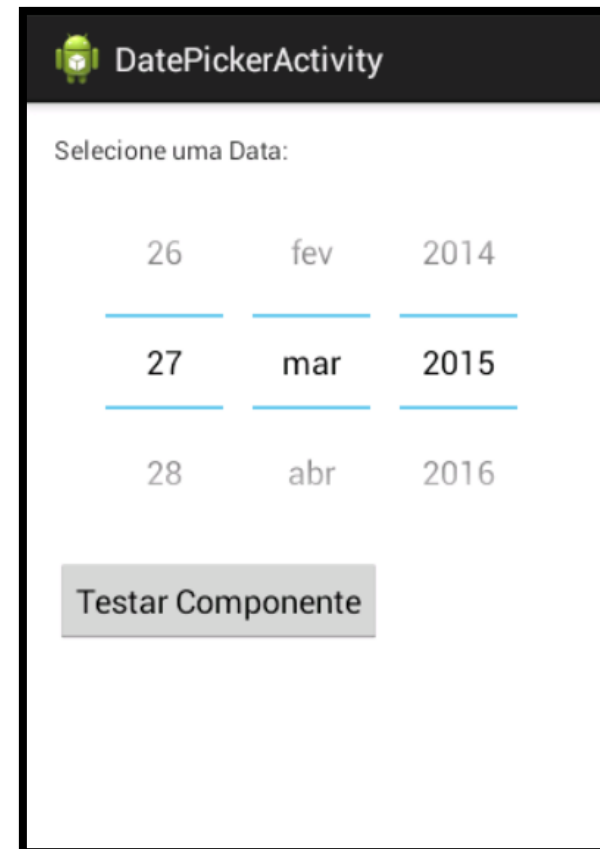 DatePickerActivity
Selecione uma Data:
26 fev 2014
27 mar 2015
28 abr 2016
Testar Componente